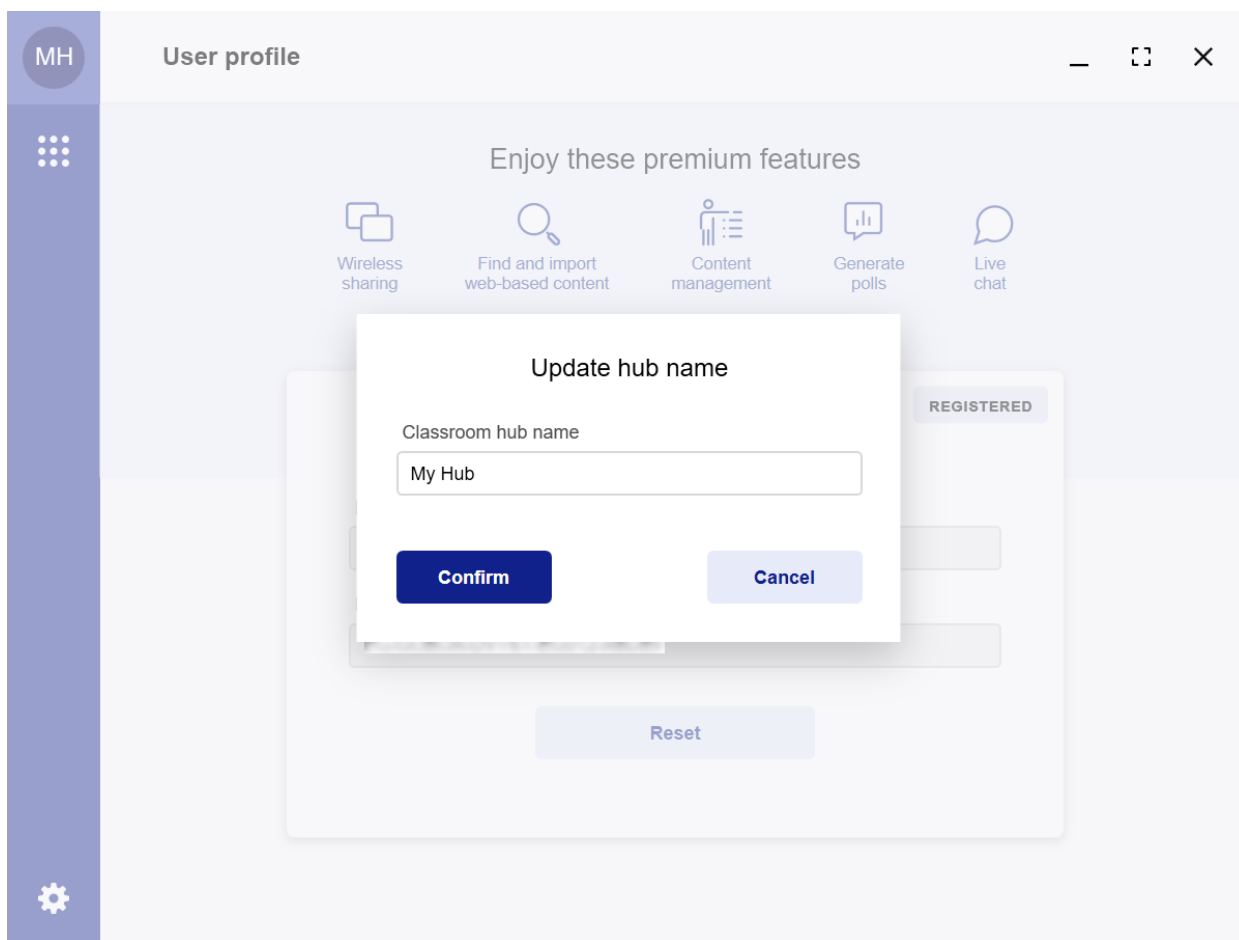 MH
User profile
Enjoy these premium features
Wireless
sharing
Find and import
web-based content
Content
management
Generate
polls
Live
chat
REGISTERED
Update hub name
Classroom hub name
My Hub
Confirm
Cancel
Reset